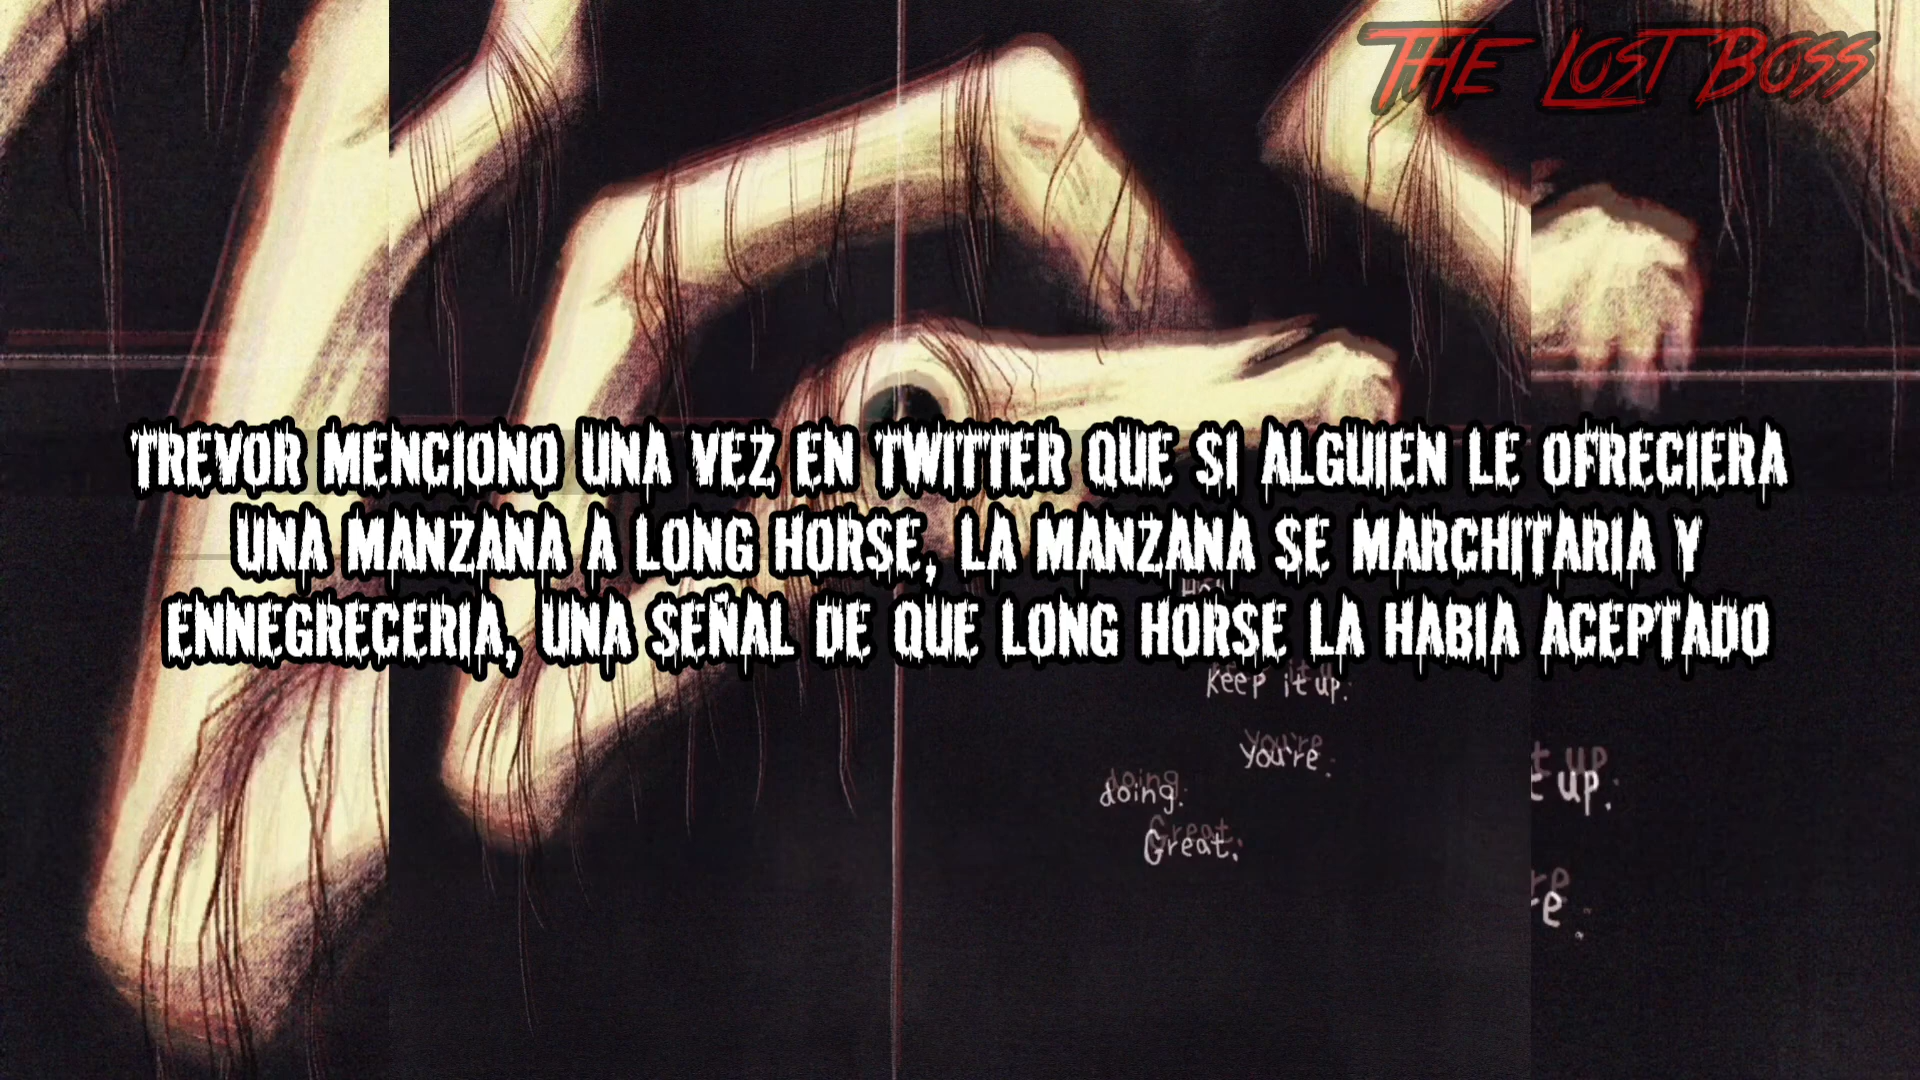 THE LOST BOSS
TREVOR MENCIONO UNA VEZ EN TWITTER QUE SI ALGUIEN LE OFRECIERA
UNA MANZANA A LONG HORSE, LA MANZANA SE MARCHITARIA Y
ENNEGRECERIA, UNA SEÑAL DE QUE LONG HORSE LA HABIA ACEPTADO
Keep it up.
You're.
doing.
Great.
t up.
re.